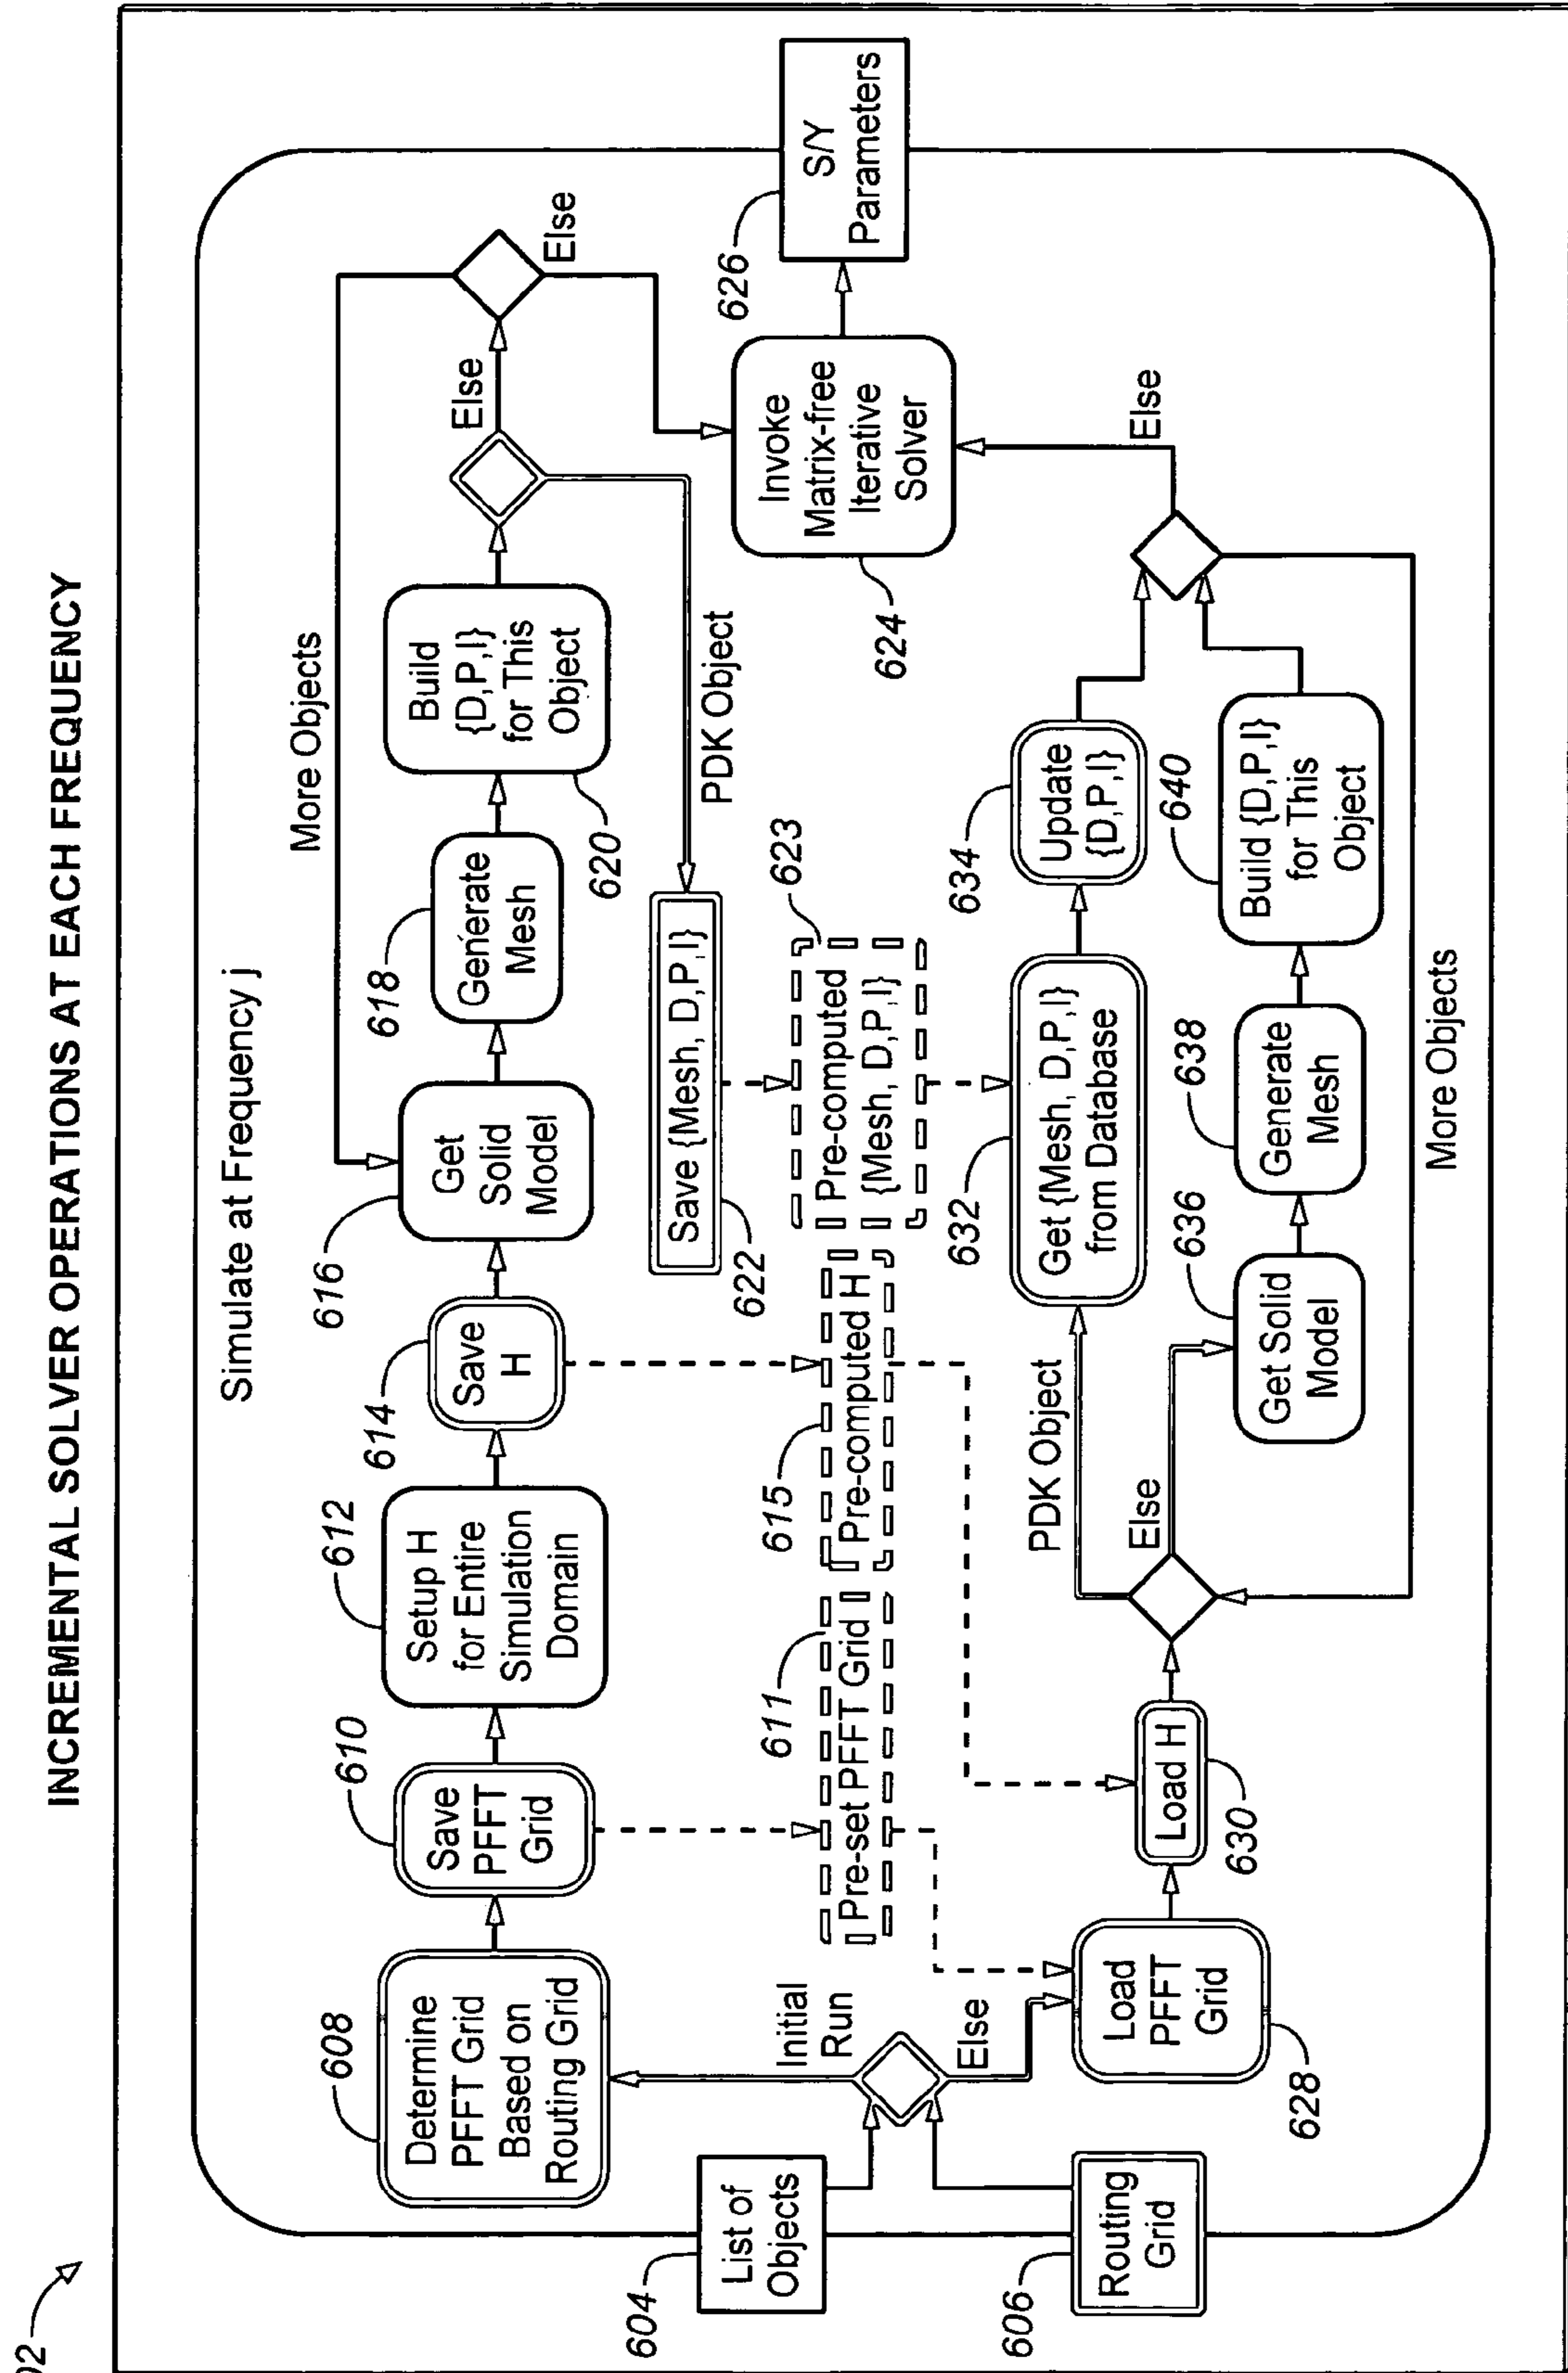 INCREMENTAL SOLVER OPERATIONS AT EACH FREQUENCY
Simulate at Frequency j
More Objects
608
Determine
PFFT Grid
Based on
Routing Grid
610
Save
PFFT
Grid
612
Setup H
for Entire
Simulation
Domain
614
Save
H
616
Get
Solid
Model
618
Generate
Mesh
620
Build
{D,P,I}
for This
Object
Else
Else
PDK Object
622
Save {Mesh, D,P,I}
604
List of
Objects
606
Routing
Grid
Initial
Run
Else
611
Pre-set PFFT Grid
615
Pre-computed H
623
Pre-computed
{Mesh, D,P,I}
624
Invoke
Matrix-free
Iterative
Solver
626
S/Y
Parameters
628
Load
PFFT
Grid
630
Load H
PDK Object
Else
632
Get {Mesh, D,P,I}
from Database
634
Update
{D,P,I}
636
Get Solid
Model
638
Generate
Mesh
640
Build {D,P,I}
for This
Object
Else
More Objects